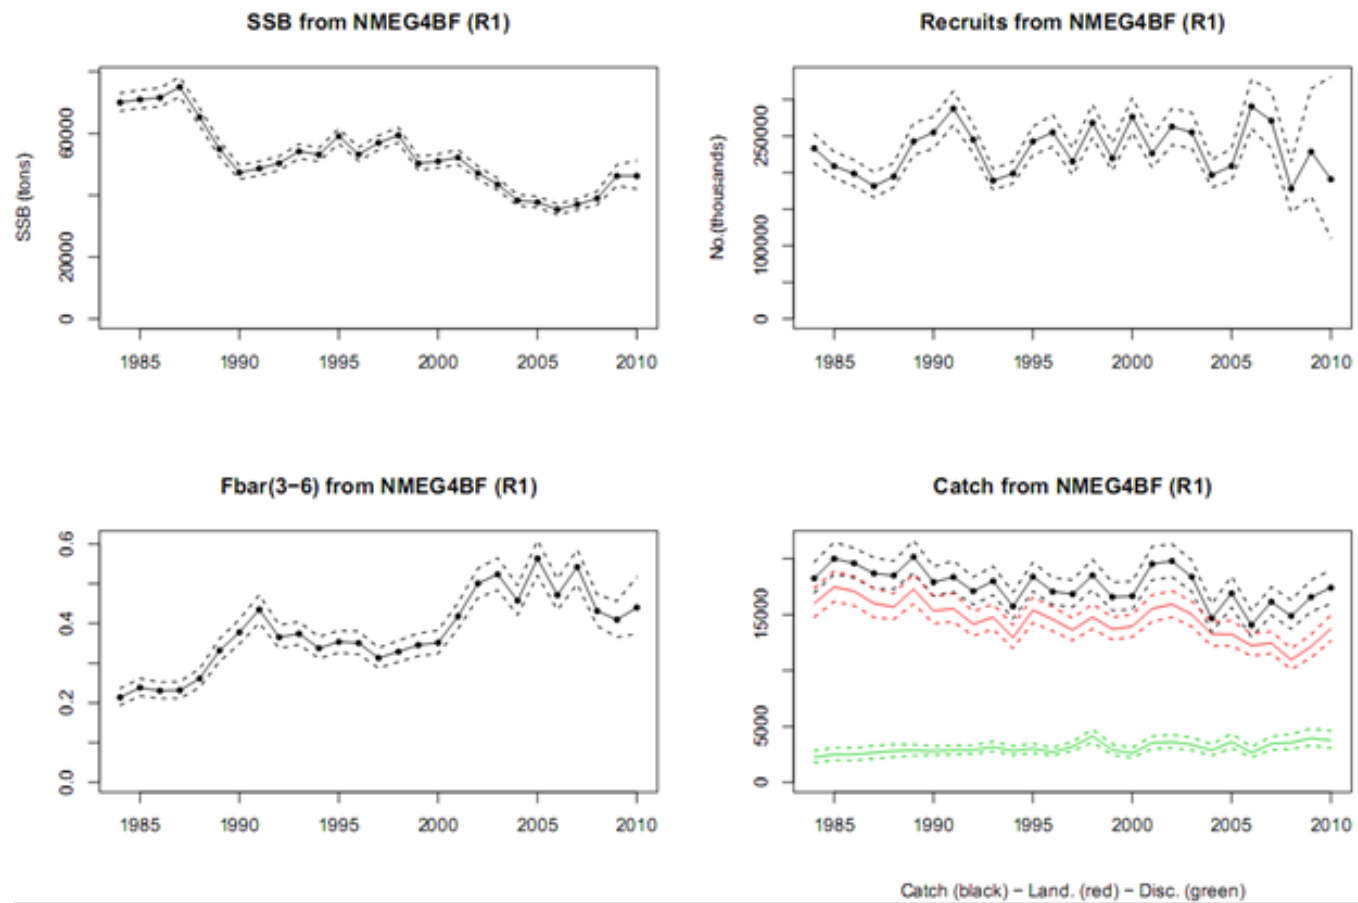 SSB from NMEG4BF (R1)
SSB (tons)
0 20000 60000
1985 1990 1995 2000 2005 2010
Recruits from NMEG4BF (R1)
No.(thousands)
0 100000 250000
1985 1990 1995 2000 2005 2010
Fbar(3−6) from NMEG4BF (R1)
0.0 0.2 0.4 0.6
1985 1990 1995 2000 2005 2010
Catch from NMEG4BF (R1)
0 5000 15000
1985 1990 1995 2000 2005 2010
Catch (black) − Land. (red) − Disc. (green)